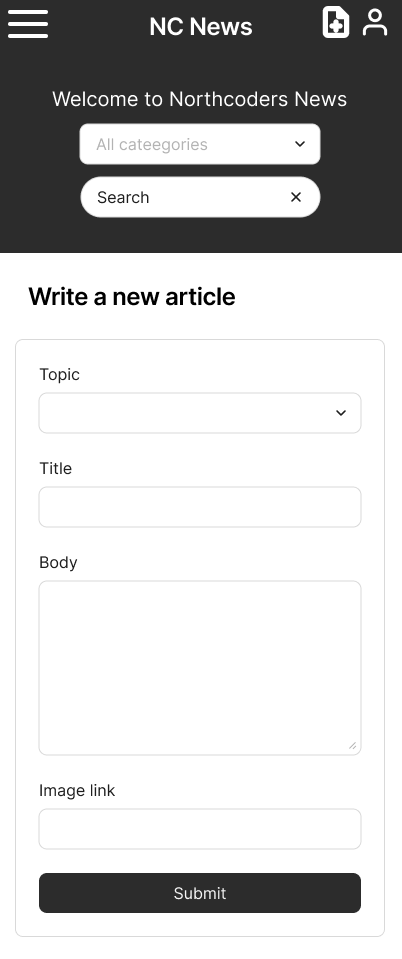 NC News
Welcome to Northcoders News
All cateegories
Search
Write a new article
Topic
Title
Body
Image link
Submit